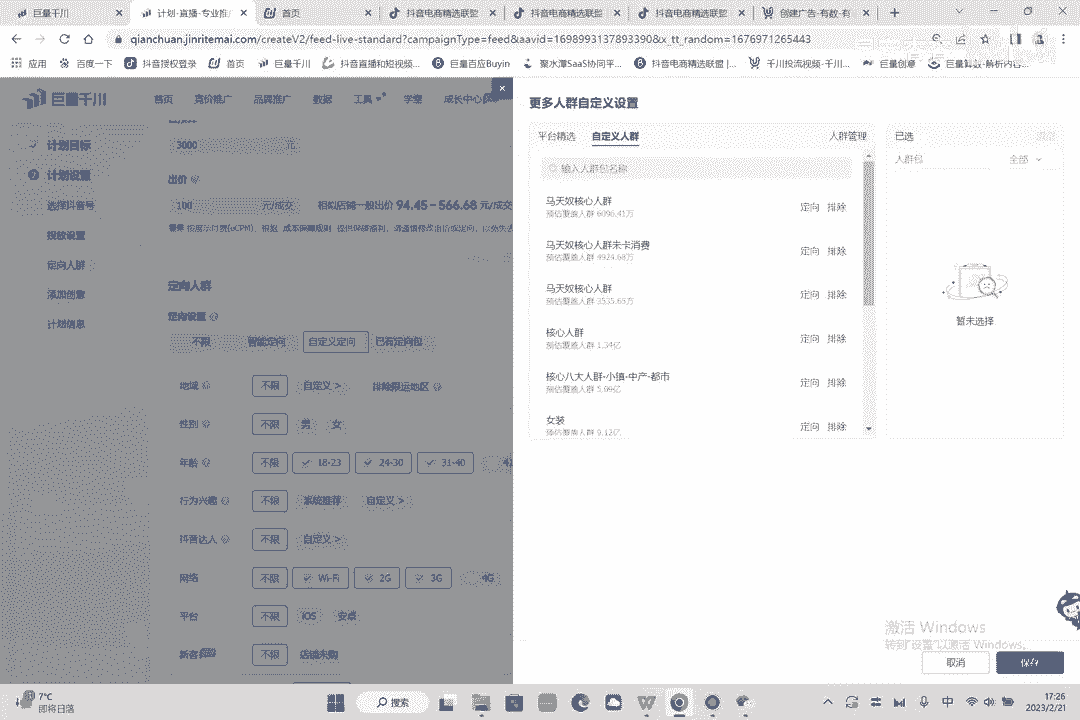 巨量千川
计划-直播-专业推广
首页
抖音电商精选联盟
抖音电商精选联盟
抖音电商精选联盟
创建广告-有数-有
qianchuan.jinritemai.com/createV2/feed-live-standard?campaignType=feed&aavid=1698993137893390&x_tt_random=1676971265443
应用
百度一下
抖音授权登录
首页
巨量千川
抖音直播和短视频...
巨量百应Buyin
聚水潭SaaS协同平...
抖音电商精选联盟 |...
千川投流视频-千川...
巨量创意
巨量算数-解析内容...
巨量千川
首页
竞价推广
品牌推广
数据
工具
学堂
成长中心
计划目标
计划设置
选择抖音号
投放设置
定向人群
添加创意
计划信息
3000
元
出价
100
元/成交
相似店铺一般出价 94.45 – 566.68 元/成交
定向人群
定向设置
不限
智能定向
自定义定向
已有定向包
地域
不限
自定义 >
排除限运地区
性别
不限
男
女
年龄
不限
18-23
24-30
31-40
41
行为兴趣
不限
系统推荐
自定义 >
抖音达人
不限
自定义 >
网络
不限
Wi-Fi
2G
3G
4G
平台
不限
iOS
安卓
新客
不限
店铺未购
更多人群自定义设置
平台精选
自定义人群
人群管理
输入人群包名称
马天奴核心人群
预估覆盖人群 6096.41万
定向
排除
马天奴核心人群未卡消费
预估覆盖人群 4924.68万
定向
排除
马天奴核心人群
预估覆盖人群 3535.65万
定向
排除
核心人群
预估覆盖人群 1.34亿
定向
排除
核心八大人群-小镇-中产-都市
预估覆盖人群 5.09亿
定向
排除
女装
预估覆盖人群 9.12亿
定向
排除
已选
清空
人群包
全部
暂未选择
激活 Windows
转到"设置"以激活 Windows。
取消
保存
7°C
即将日落
搜索
中
17:26
2023/2/21